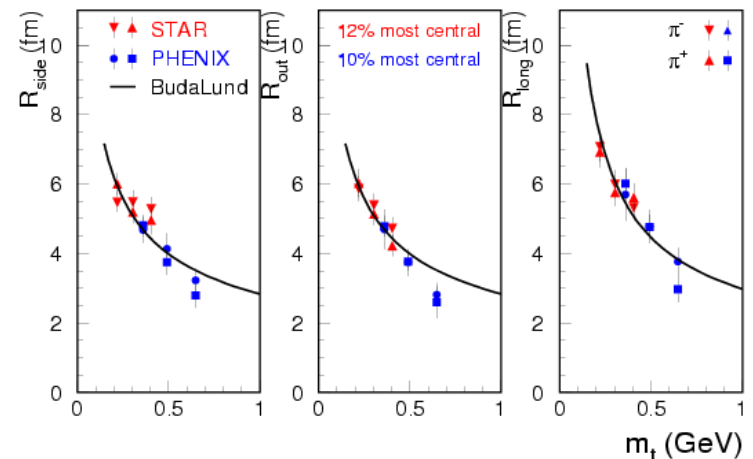 R_side (fm)
10
8
6
4
2
0
STAR
PHENIX
BudaLund
0 0.5 1
R_out (fm)
12% most central
10% most central
10
8
6
4
2
0
0 0.5 1
R_long (fm)
π⁻
π⁺
10
8
6
4
2
0
0 0.5 1
m_t (GeV)